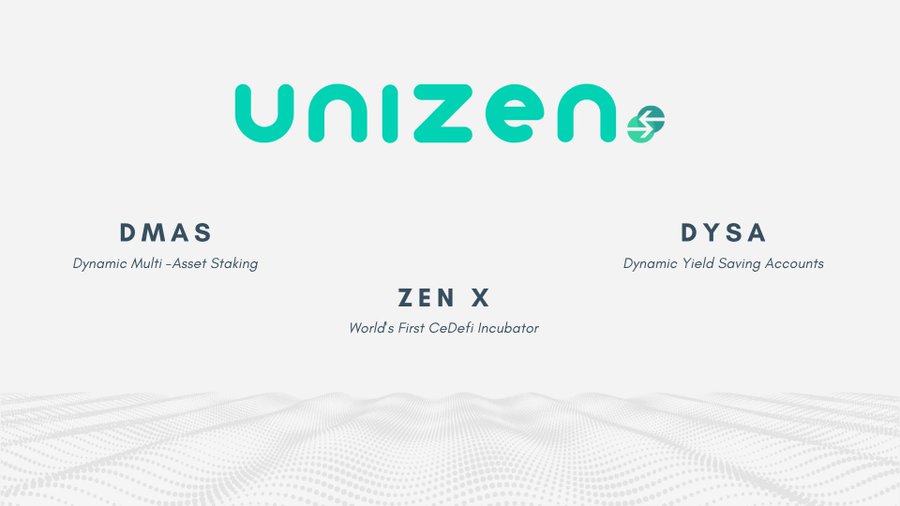 unizen
DMAS
Dynamic Multi -Asset Staking
DYSA
Dynamic Yield Saving Accounts
ZEN X
World's First CeDefi Incubator